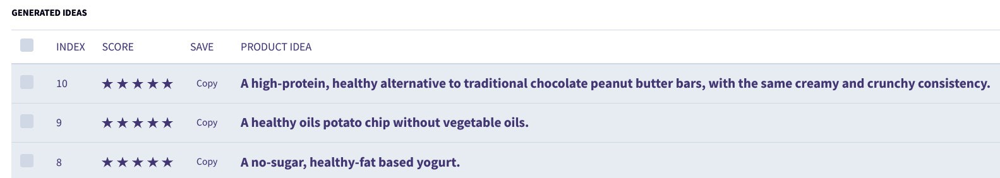 GENERATED IDEAS
INDEX SCORE SAVE PRODUCT IDEA
10 ★★★★★ Copy A high-protein, healthy alternative to traditional chocolate peanut butter bars, with the same creamy and crunchy consistency.
9 ★★★★★ Copy A healthy oils potato chip without vegetable oils.
8 ★★★★★ Copy A no-sugar, healthy-fat based yogurt.